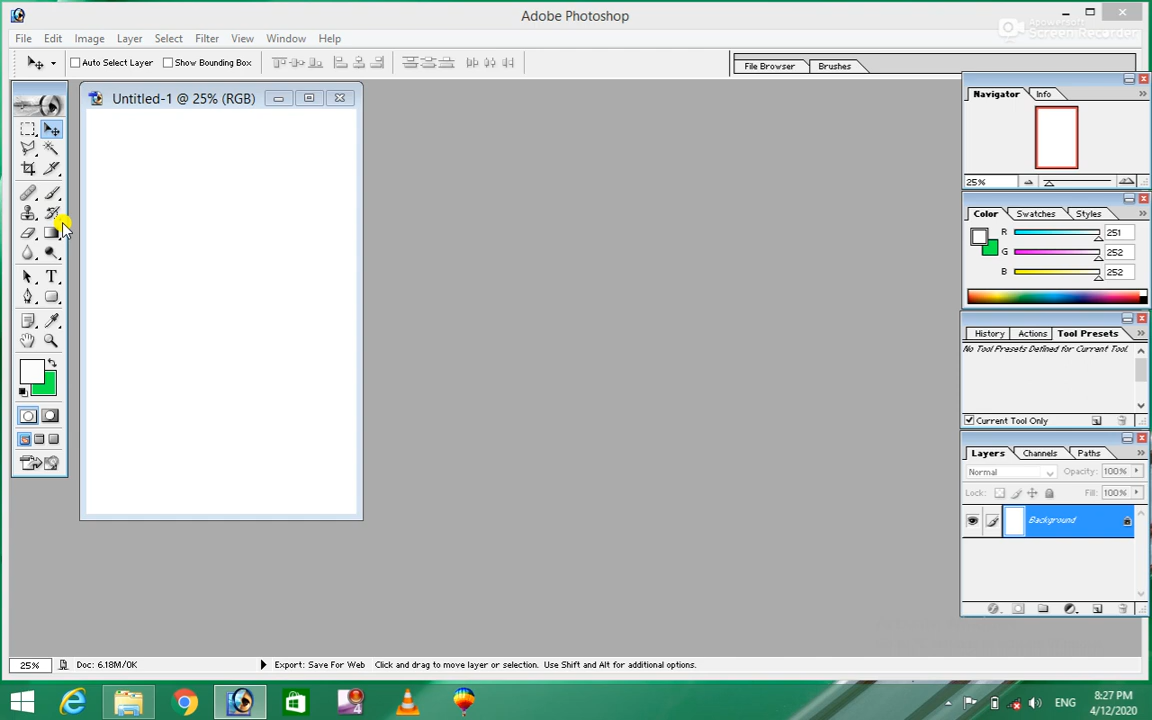 Adobe Photoshop
Apowersoft
Screen Recorder
File Edit Image Layer Select Filter View Window Help
Auto Select Layer Show Bounding Box
File Browser Brushes
Untitled-1 @ 25% (RGB)
Navigator Info
25%
Color Swatches Styles
R 251
G 252
B 252
History Actions Tool Presets
No Tool Presets Defined for Current Tool.
Current Tool Only
Layers Channels Paths
Normal Opacity: 100%
Lock: Fill: 100%
Background
T
25% Doc: 6.18M/0K Export: Save For Web Click and drag to move layer or selection. Use Shift and Alt for additional options.
4
ENG
8:27 PM
4/12/2020